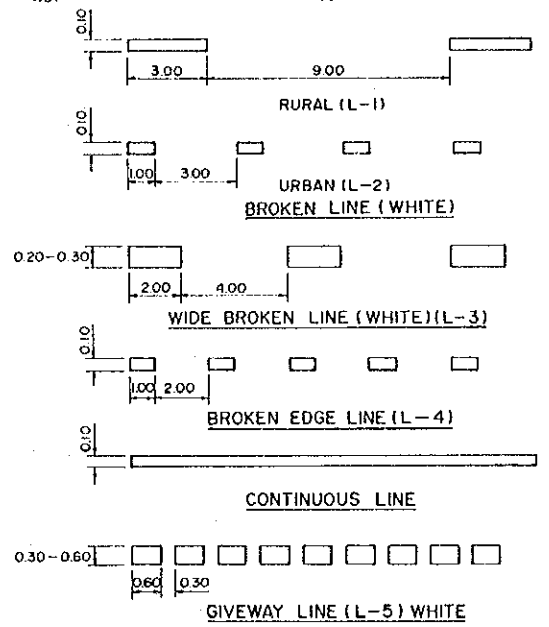 0.10
3.00 9.00
RURAL (L-1)
0.10
1.00 3.00
URBAN (L-2)
BROKEN LINE (WHITE)
0.20-0.30
2.00 4.00
WIDE BROKEN LINE (WHITE)(L-3)
0.10
1.00 2.00
BROKEN EDGE LINE (L-4)
0.10
CONTINUOUS LINE
0.30-0.60
0.60 0.30
GIVEWAY LINE (L-5) WHITE